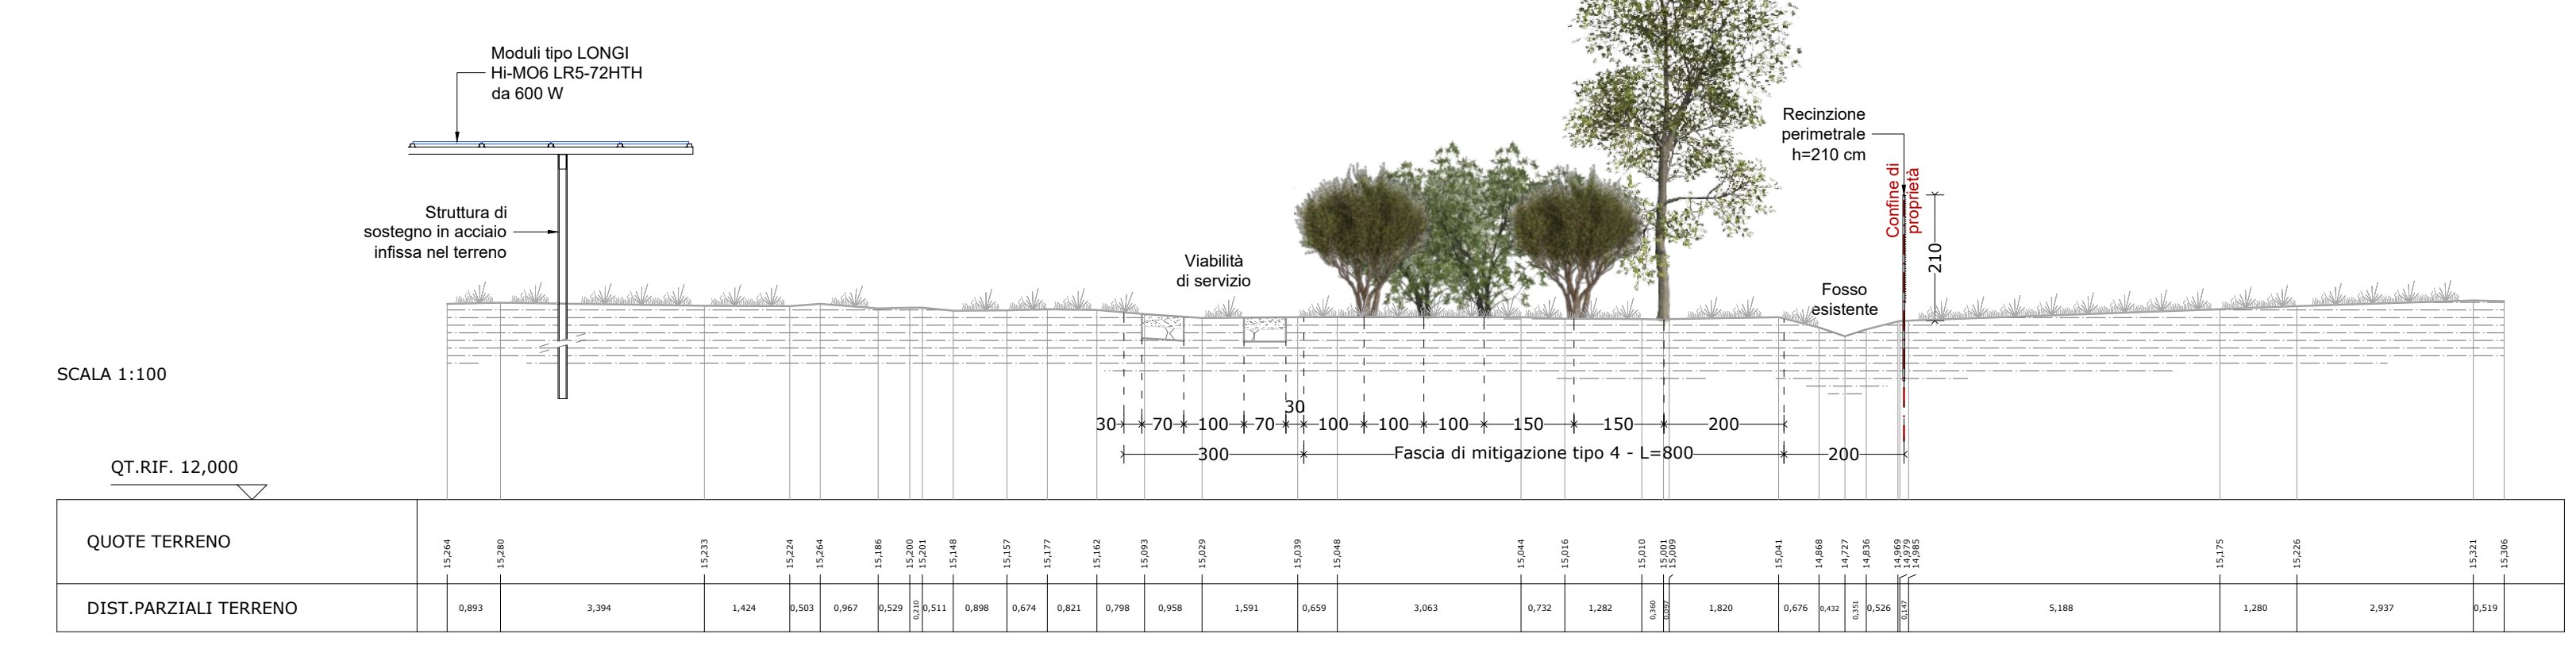 Moduli tipo LONGI
Hi-MO6 LR5-72HTH
da 600 W
Recinzione
perimetrale
h=210 cm
Confine di
proprietà
Struttura di
sostegno in acciaio
infissa nel terreno
210
Viabilità
di servizio
Fosso
esistente
SCALA 1:100
30
30 70 100 70 100 100 100 150 150 200
300 Fascia di mitigazione tipo 4 - L=800 200
QT.RIF. 12,000
QUOTE TERRENO 15,264 15,280 15,233 15,224 15,264 15,186 15,200 15,201 15,148 15,157 15,177 15,162 15,093 15,029 15,039 15,048 15,044 15,016 15,010 15,001 15,009 15,041 14,868 14,727 14,836 14,969 14,979 14,985 15,175 15,226 15,321 15,306
DIST.PARZIALI TERRENO 0,893 3,394 1,424 0,503 0,967 0,529 0,210 0,511 0,898 0,674 0,821 0,798 0,958 1,591 0,659 3,063 0,732 1,282 0,360 0,097 1,820 0,676 0,432 0,351 0,526 0,147 5,188 1,280 2,937 0,519